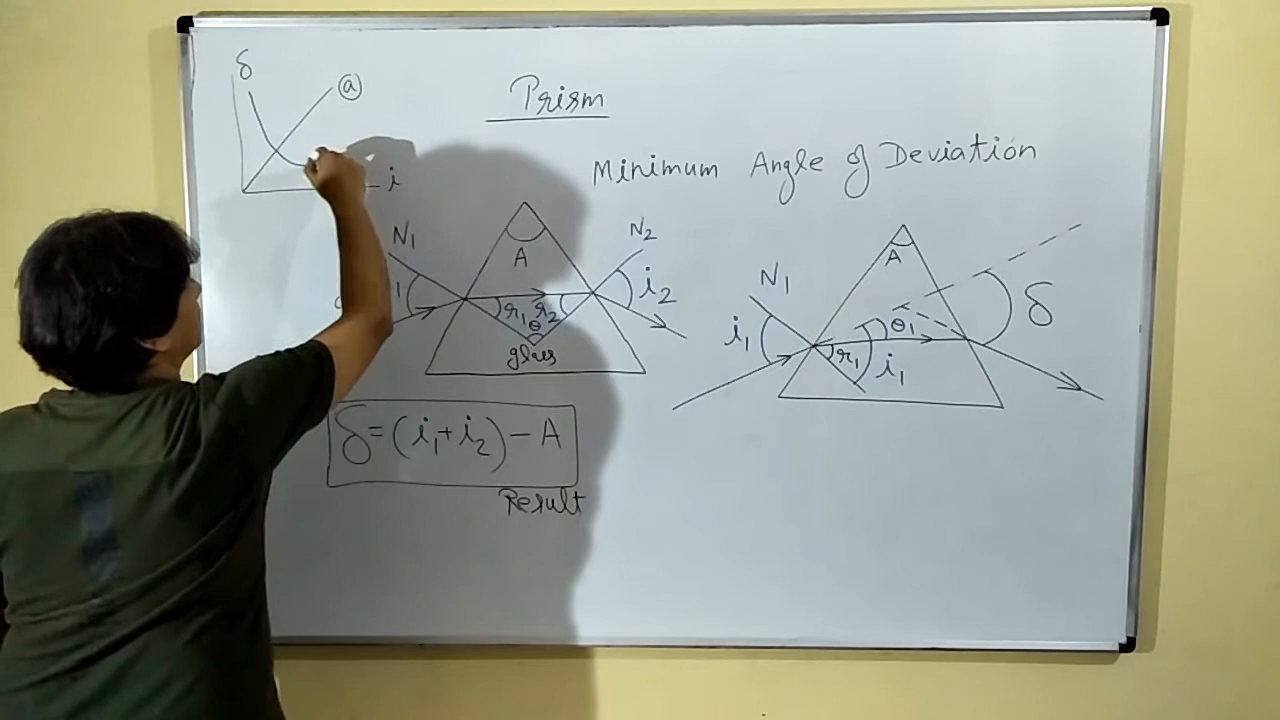 δ
ⓐ
i
Prism
Minimum Angle of Deviation
N₁
A
N₂
i₂
r₁ r₂
θ
glass
δ=(i₁+i₂)-A
Result
A
N₁
δ
i₁
θ₁
r₁
i₁